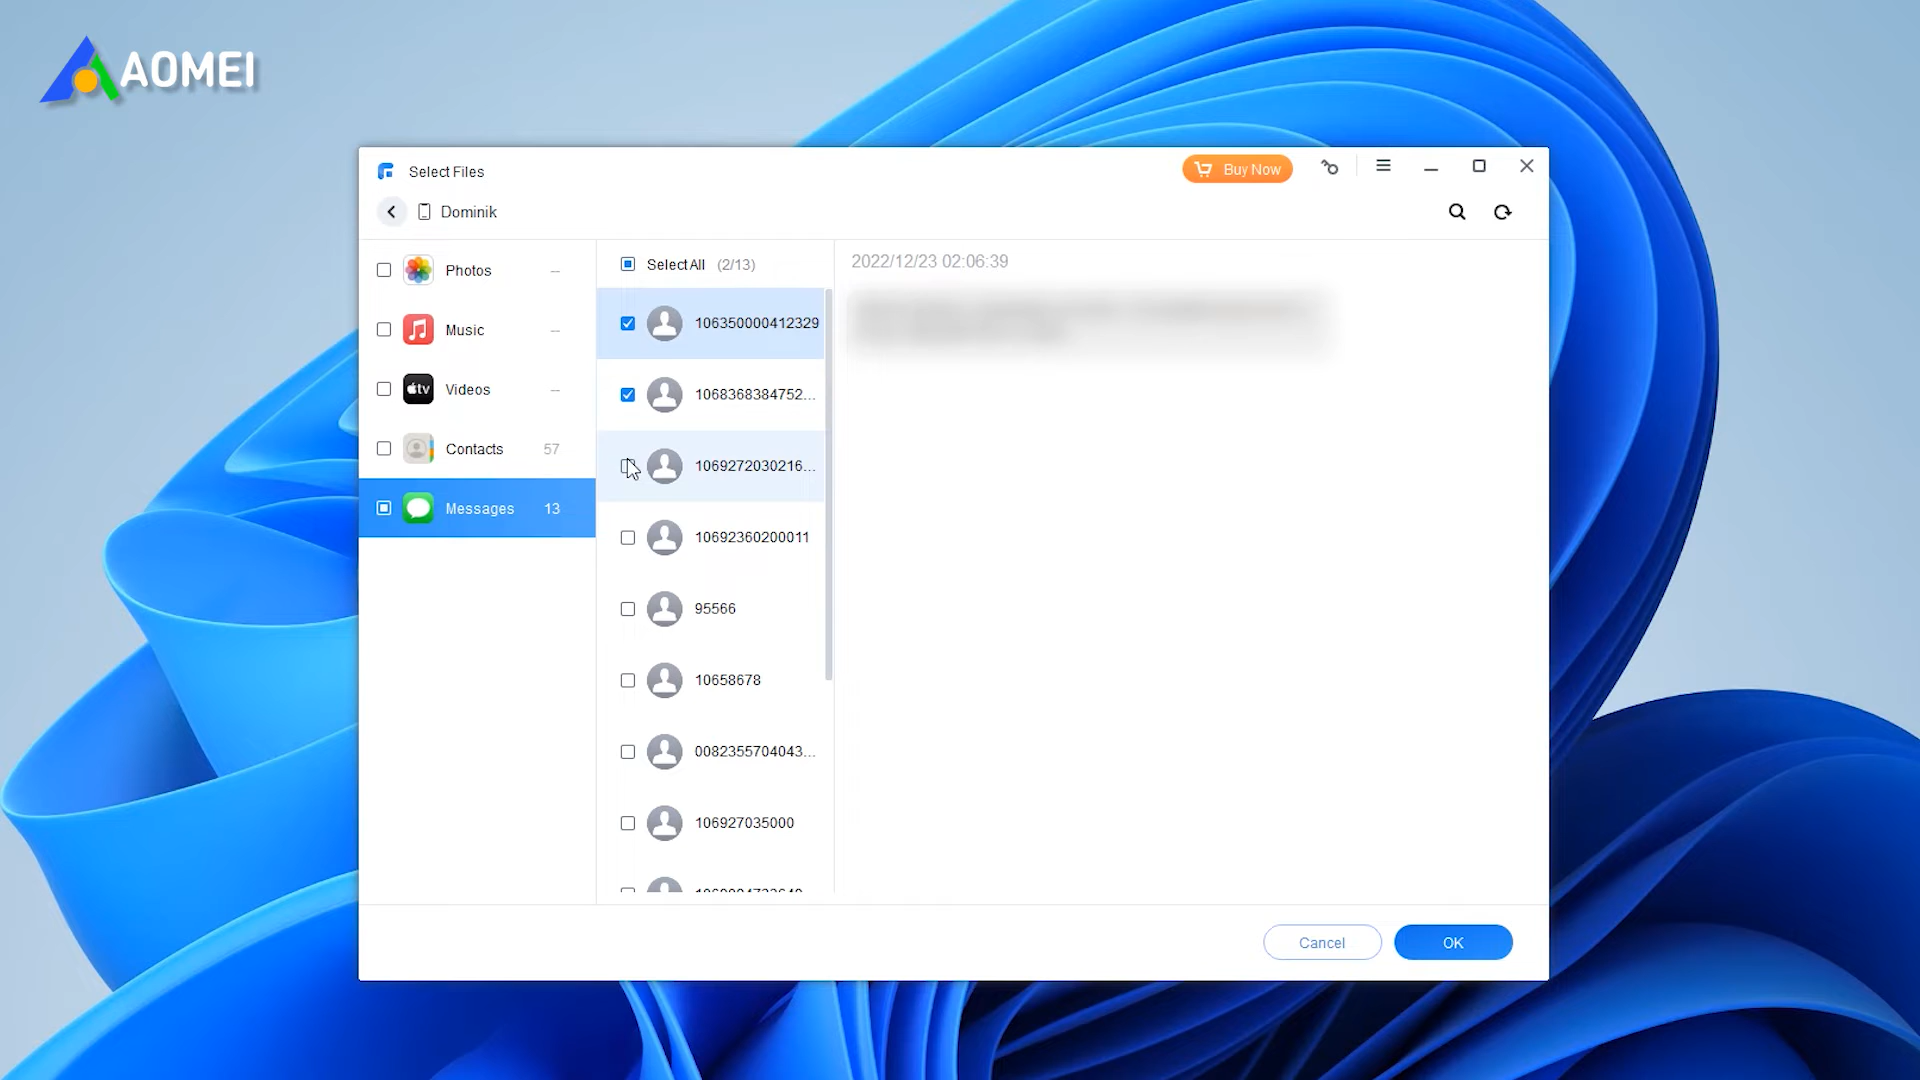 AOMEI
Select Files
Buy Now
Dominik
Photos --
Music --
tv
Videos --
Contacts 57
Messages 13
Select All (2/13)
106350000412329
1068368384752...
1069272030216...
10692360200011
95566
10658678
0082355704043...
106927035000
2022/12/23 02:06:39
Cancel
OK